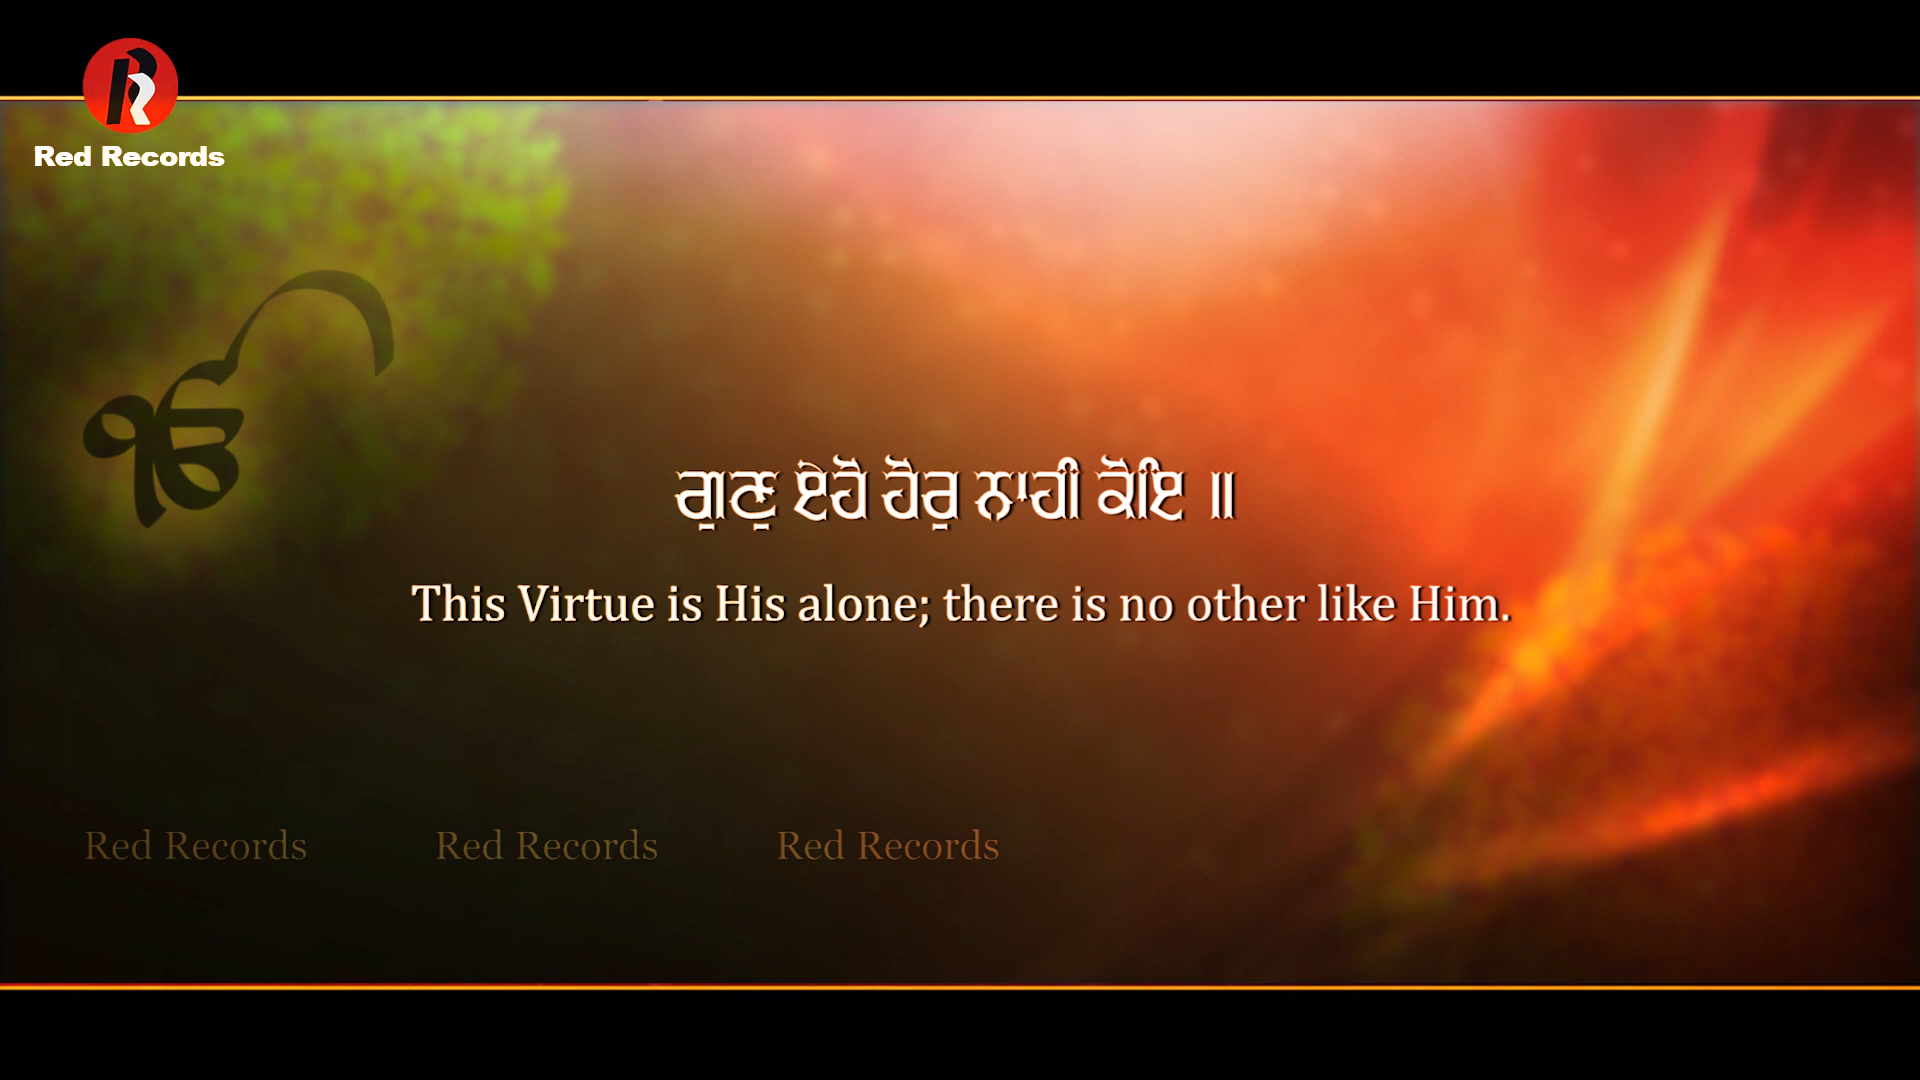 Red Records
ੴ
ਗੁਣੁ ਏਹੋ ਹੋਰੁ ਨਾਹੀ ਕੋਇ ॥
This Virtue is His alone; there is no other like Him.
Red Records Red Records Red Records